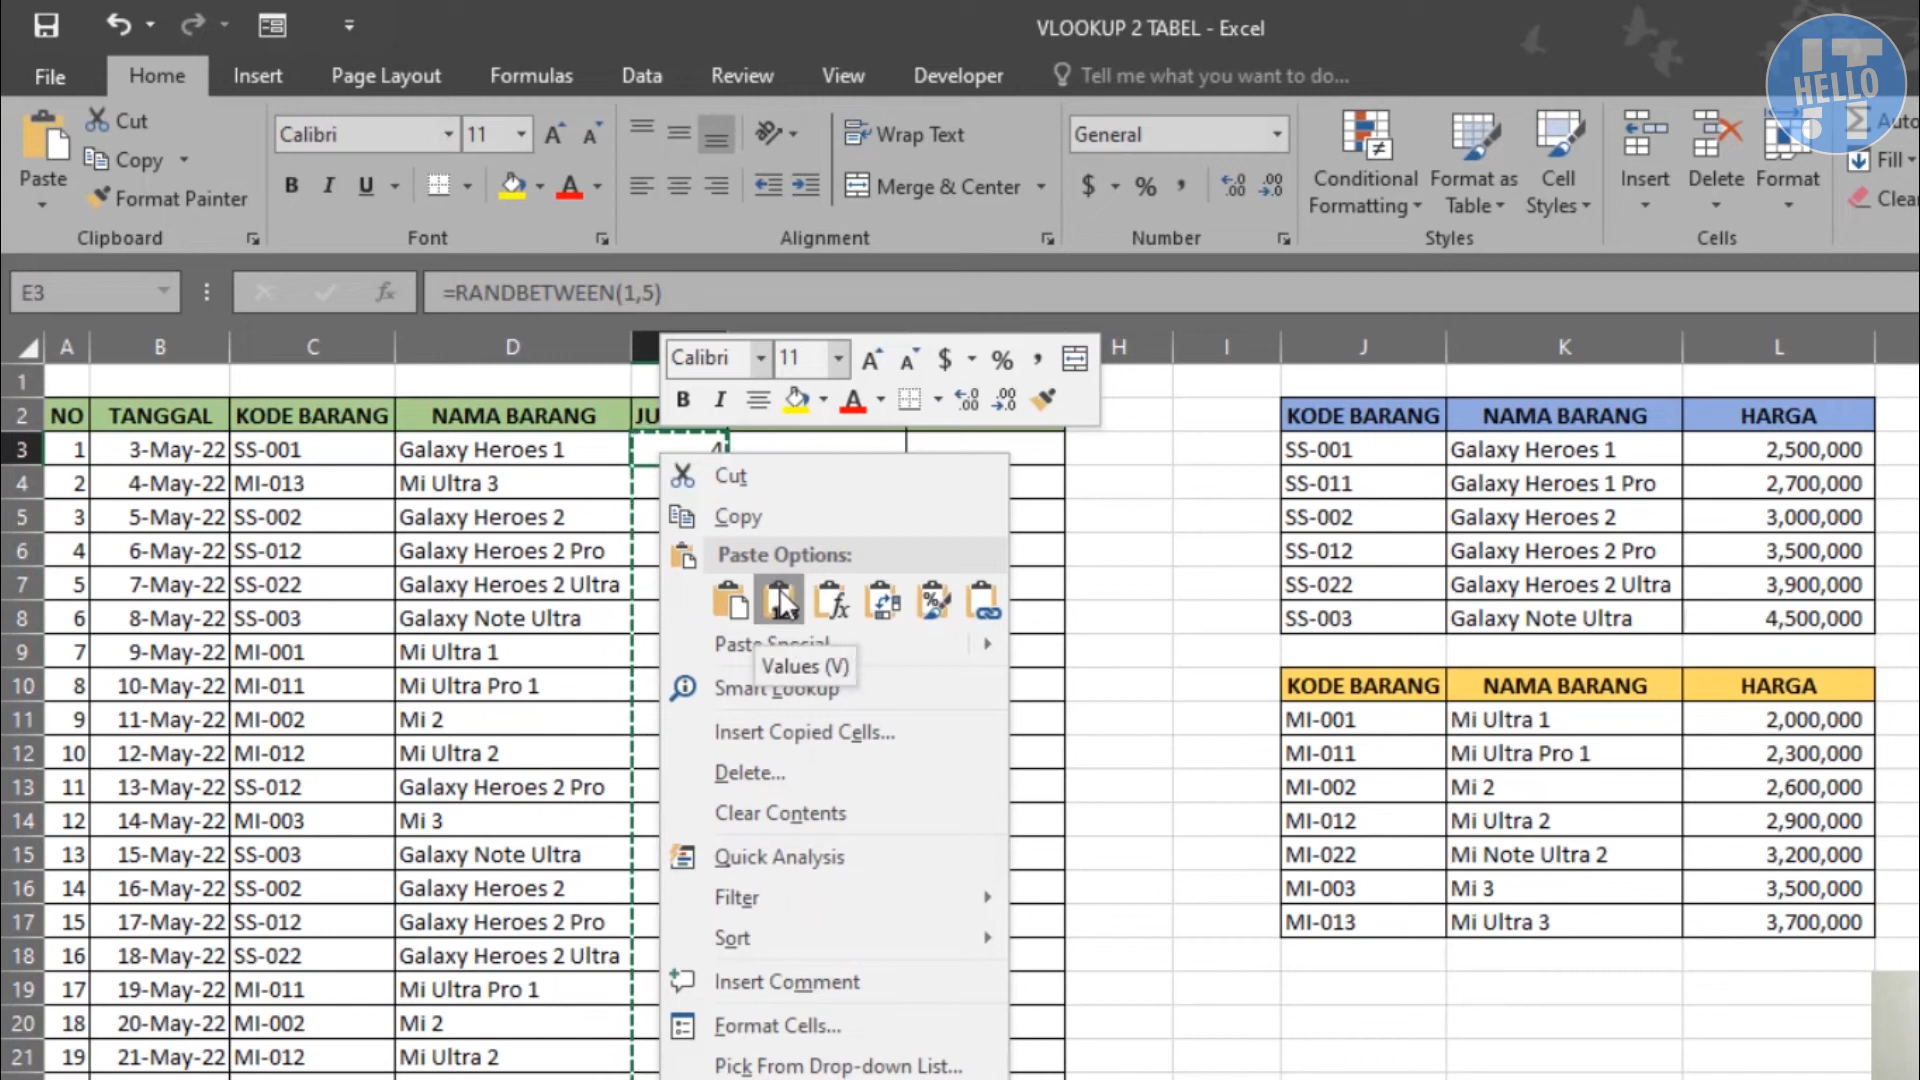 VLOOKUP 2 TABEL - Excel
IT
HELLO
File Home Insert Page Layout Formulas Data Review View Developer Tell me what you want to do...
Paste Cut Copy Format Painter Clipboard
Calibri 11 B I U Font
Wrap Text Merge & Center Alignment
General $ % , Number
Conditional Formatting Format as Table Cell Styles Styles
Insert Delete Format Cells
Auto
Fill
Clea
E3 fx =RANDBETWEEN(1,5)
Calibri 11 $ % ,
B I
A B C D H I J K L
1
2 NO TANGGAL KODE BARANG NAMA BARANG JU KODE BARANG NAMA BARANG HARGA
3 1 3-May-22 SS-001 Galaxy Heroes 1 4 SS-001 Galaxy Heroes 1 2,500,000
4 2 4-May-22 MI-013 Mi Ultra 3 SS-011 Galaxy Heroes 1 Pro 2,700,000
5 3 5-May-22 SS-002 Galaxy Heroes 2 SS-002 Galaxy Heroes 2 3,000,000
6 4 6-May-22 SS-012 Galaxy Heroes 2 Pro SS-012 Galaxy Heroes 2 Pro 3,500,000
7 5 7-May-22 SS-022 Galaxy Heroes 2 Ultra SS-022 Galaxy Heroes 2 Ultra 3,900,000
8 6 8-May-22 SS-003 Galaxy Note Ultra SS-003 Galaxy Note Ultra 4,500,000
9 7 9-May-22 MI-001 Mi Ultra 1
10 8 10-May-22 MI-011 Mi Ultra Pro 1 KODE BARANG NAMA BARANG HARGA
11 9 11-May-22 MI-002 Mi 2 MI-001 Mi Ultra 1 2,000,000
12 10 12-May-22 MI-012 Mi Ultra 2 MI-011 Mi Ultra Pro 1 2,300,000
13 11 13-May-22 SS-012 Galaxy Heroes 2 Pro MI-002 Mi 2 2,600,000
14 12 14-May-22 MI-003 Mi 3 MI-012 Mi Ultra 2 2,900,000
15 13 15-May-22 SS-003 Galaxy Note Ultra MI-022 Mi Note Ultra 2 3,200,000
16 14 16-May-22 SS-002 Galaxy Heroes 2 MI-003 Mi 3 3,500,000
17 15 17-May-22 SS-012 Galaxy Heroes 2 Pro MI-013 Mi Ultra 3 3,700,000
18 16 18-May-22 SS-022 Galaxy Heroes 2 Ultra
19 17 19-May-22 MI-011 Mi Ultra Pro 1
20 18 20-May-22 MI-002 Mi 2
21 19 21-May-22 MI-012 Mi Ultra 2
Cut
Copy
Paste Options:
Paste Special
Values (V)
Smart Lookup
Insert Copied Cells...
Delete...
Clear Contents
Quick Analysis
Filter
Sort
Insert Comment
Format Cells...
Pick From Drop-down List...